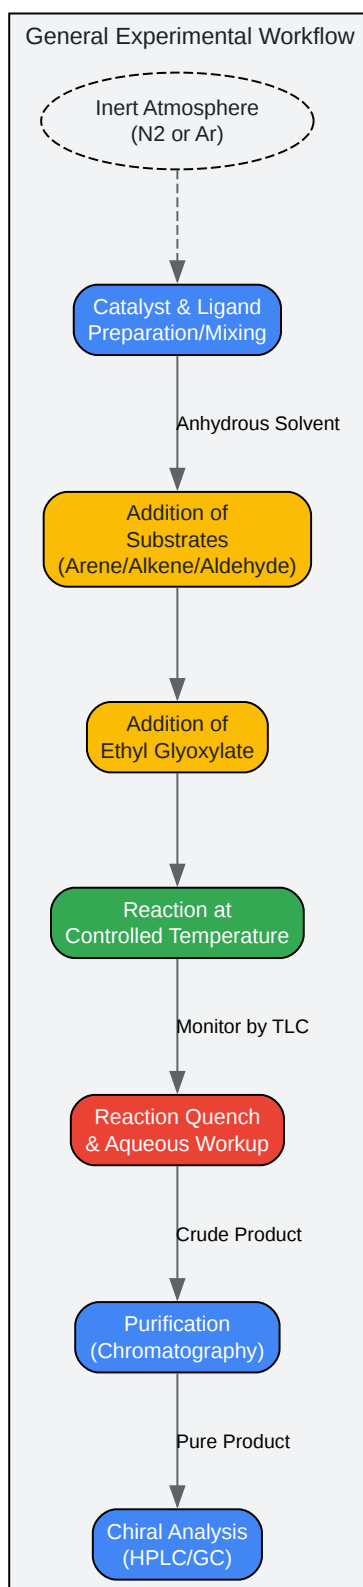 General Experimental Workflow
Inert Atmosphere
(N2 or Ar)
Catalyst & Ligand
Preparation/Mixing
Anhydrous Solvent
Addition of
Substrates
(Arene/Alkene/Aldehyde)
Addition of
Ethyl Glyoxylate
Reaction at
Controlled Temperature
Monitor by TLC
Reaction Quench
& Aqueous Workup
Crude Product
Purification
(Chromatography)
Pure Product
Chiral Analysis
(HPLC/GC)